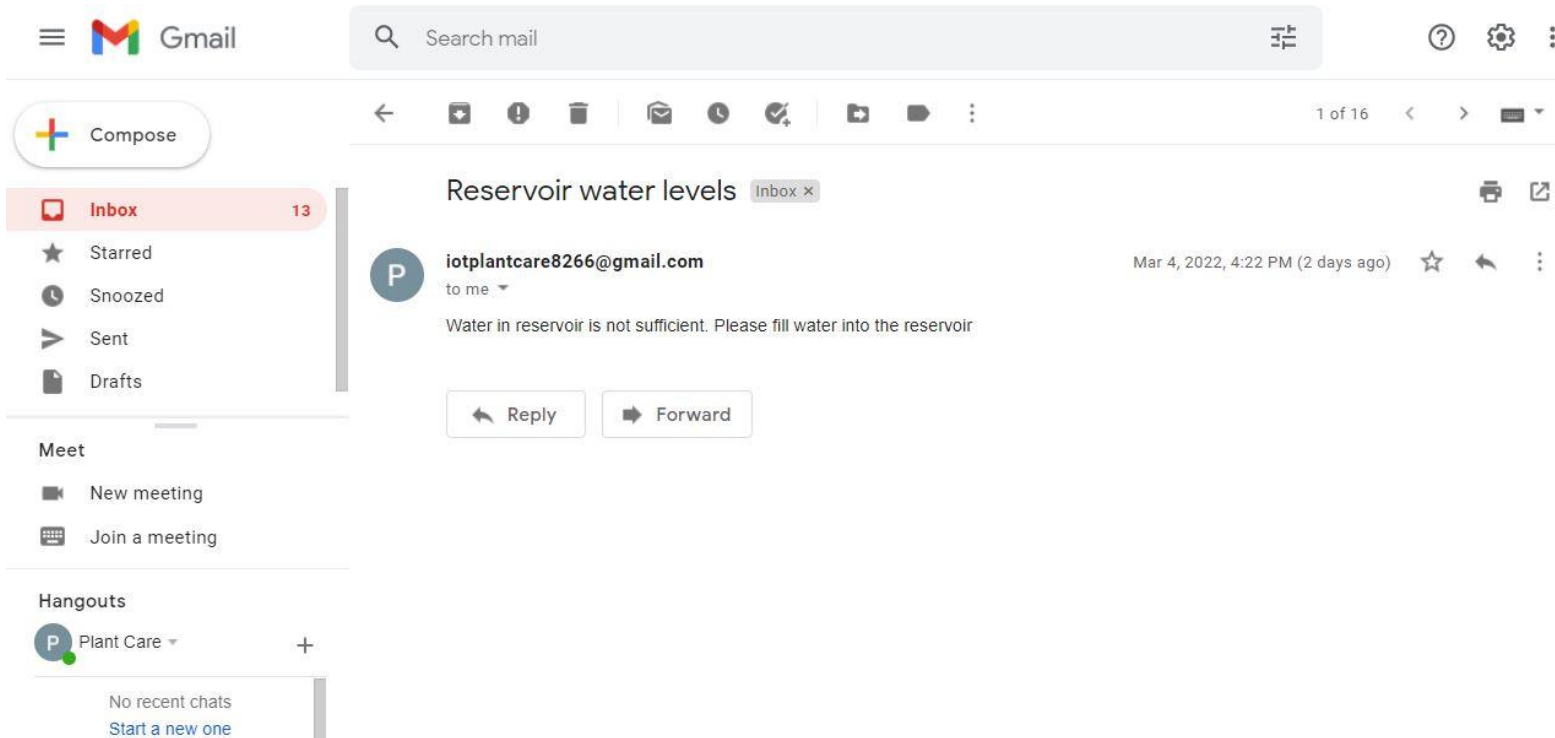 Gmail
Search mail
Compose
1 of 16
Inbox 13
Starred
Snoozed
Sent
Drafts
Meet
New meeting
Join a meeting
Hangouts
P Plant Care
No recent chats
Start a new one
Reservoir water levels Inbox ×
P
iotplantcare8266@gmail.com Mar 4, 2022, 4:22 PM (2 days ago)
to me
Water in reservoir is not sufficient. Please fill water into the reservoir
Reply Forward